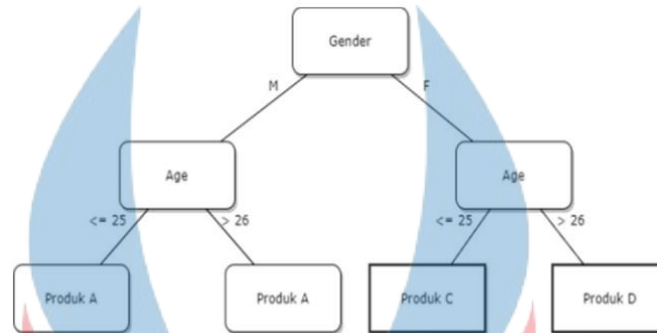 Gender
M
F
Age
Age
<= 25
> 26
<= 25
> 26
Produk A
Produk A
Produk C
Produk D